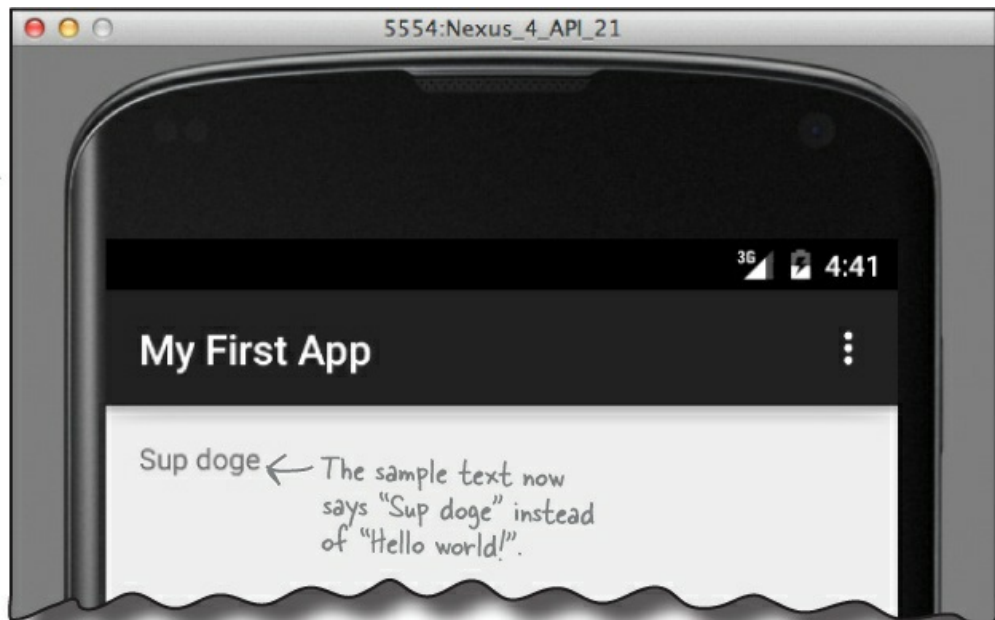 5554:Nexus_4_API_21
3G 4:41
My First App
Sup doge
The sample text now
says “Sup doge” instead
of “Hello world!”.